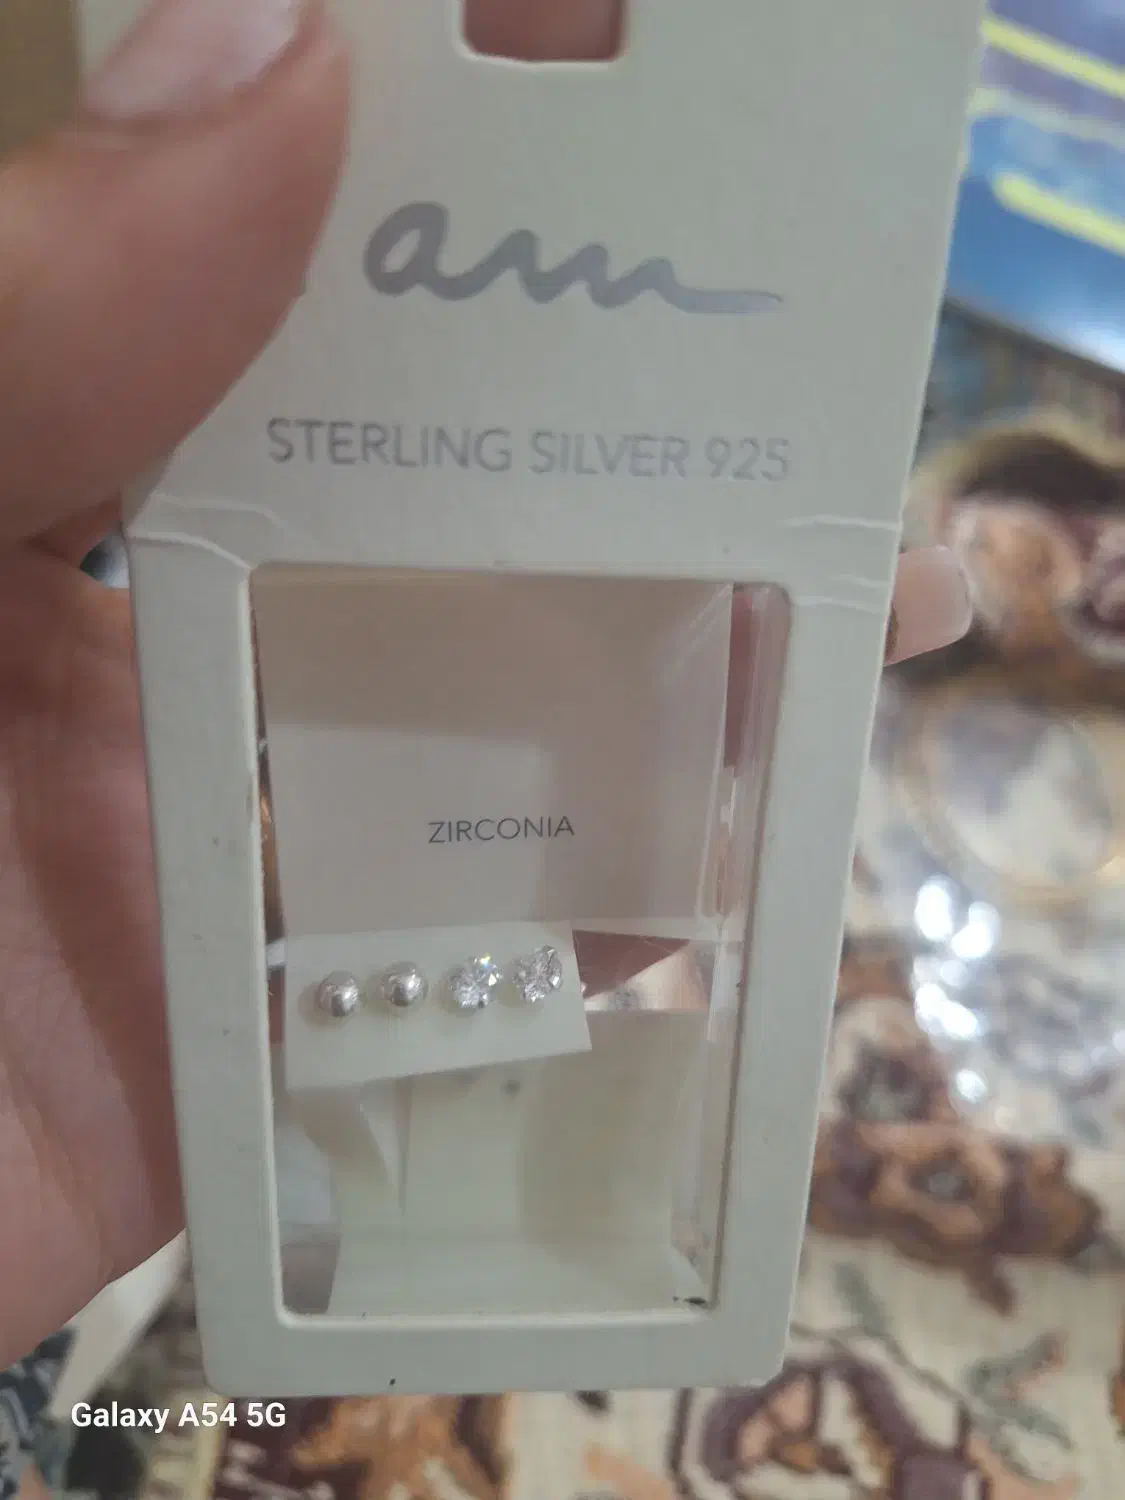 am
STERLING SILVER 925
ZIRCONIA
Galaxy A54 5G